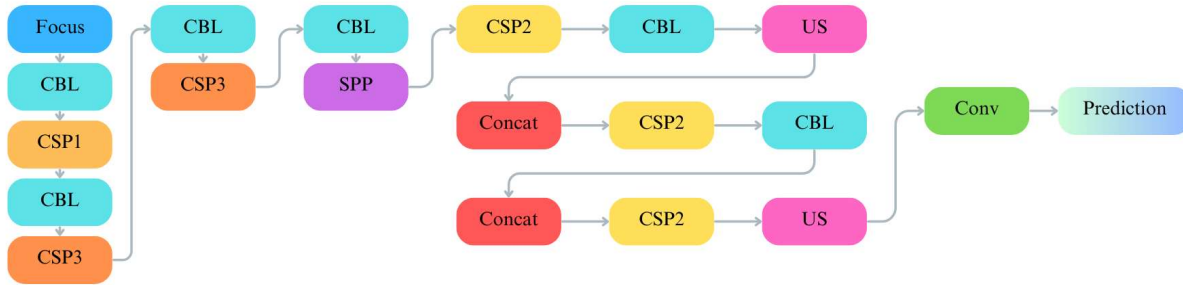 Focus
CBL
CSP1
CBL
CSP3
CBL
CSP3
CBL
SPP
CSP2
CBL
US
Concat
CSP2
CBL
Concat
CSP2
US
Conv
Prediction